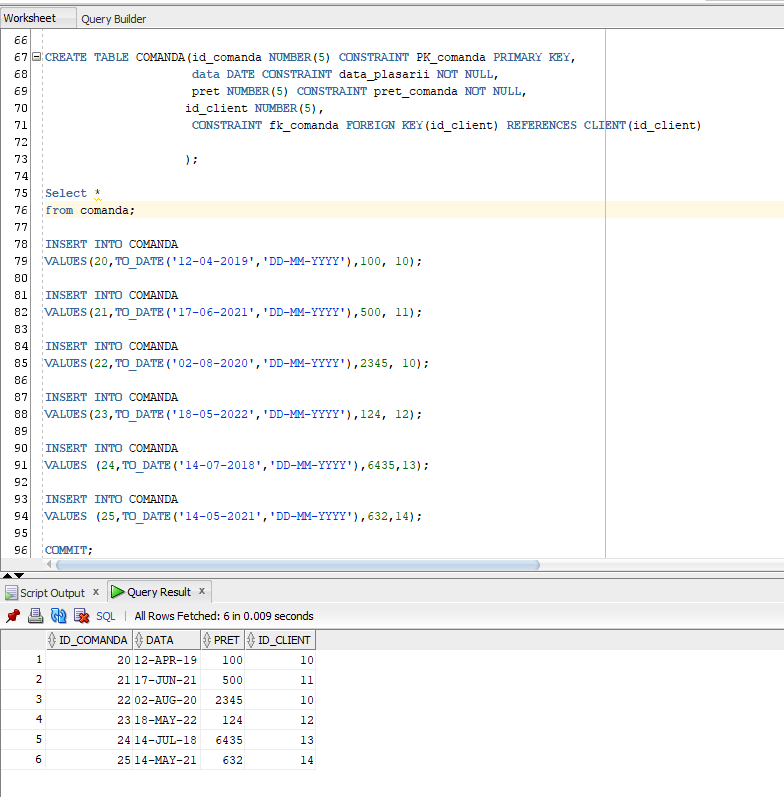 Worksheet Query Builder
66
67 CREATE TABLE COMANDA(id_comanda NUMBER(5) CONSTRAINT PK_comanda PRIMARY KEY,
68 data DATE CONSTRAINT data_plasarii NOT NULL,
69 pret NUMBER(5) CONSTRAINT pret_comanda NOT NULL,
70 id_client NUMBER(5),
71 CONSTRAINT fk_comanda FOREIGN KEY(id_client) REFERENCES CLIENT(id_client)
72
73 );
74
75 Select *
76 from comanda;
77
78 INSERT INTO COMANDA
79 VALUES(20,TO_DATE('12-04-2019','DD-MM-YYYY'),100, 10);
80
81 INSERT INTO COMANDA
82 VALUES(21,TO_DATE('17-06-2021','DD-MM-YYYY'),500, 11);
83
84 INSERT INTO COMANDA
85 VALUES(22,TO_DATE('02-08-2020','DD-MM-YYYY'),2345, 10);
86
87 INSERT INTO COMANDA
88 VALUES(23,TO_DATE('18-05-2022','DD-MM-YYYY'),124, 12);
89
90 INSERT INTO COMANDA
91 VALUES (24,TO_DATE('14-07-2018','DD-MM-YYYY'),6435,13);
92
93 INSERT INTO COMANDA
94 VALUES (25,TO_DATE('14-05-2021','DD-MM-YYYY'),632,14);
95
96 COMMIT;
Script Output x Query Result x
SQL | All Rows Fetched: 6 in 0.009 seconds
ID_COMANDA DATA PRET ID_CLIENT
1 20 12-APR-19 100 10
2 21 17-JUN-21 500 11
3 22 02-AUG-20 2345 10
4 23 18-MAY-22 124 12
5 24 14-JUL-18 6435 13
6 25 14-MAY-21 632 14